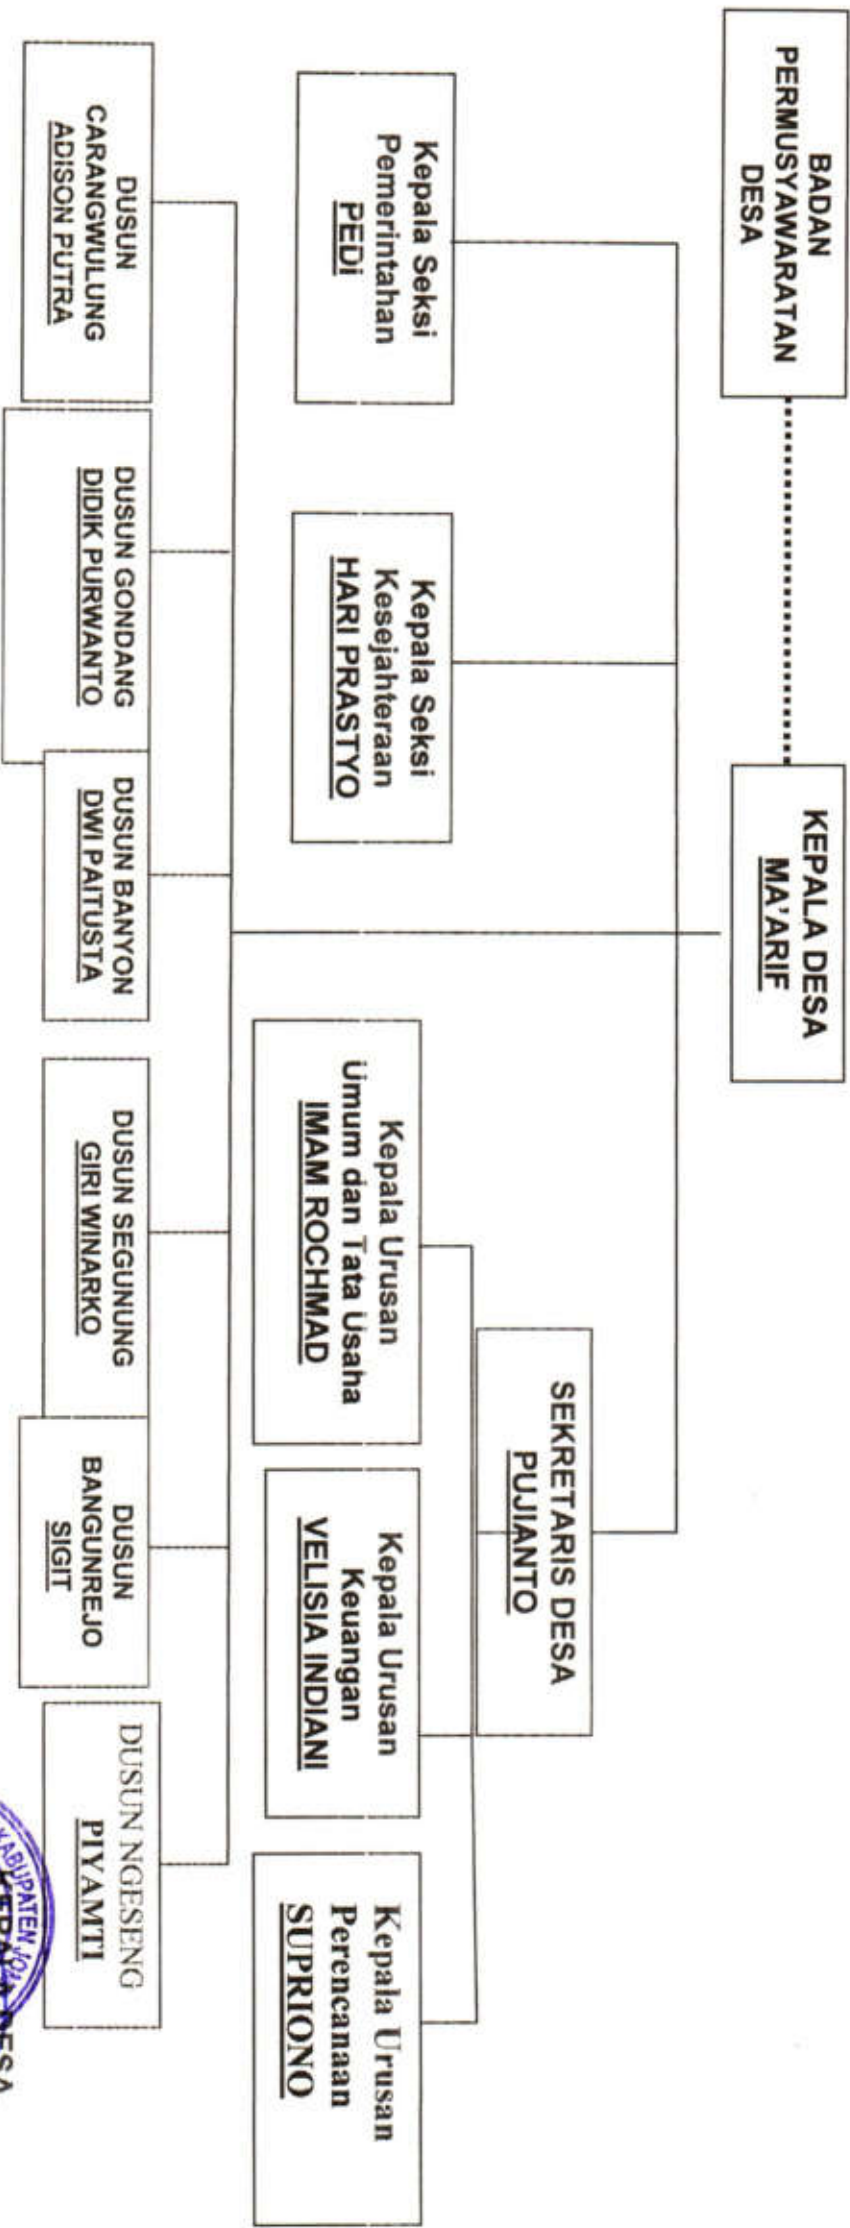 BADAN
PERMUSYAWARATAN
DESA
KEPALA DESA
MA'ARIF
SEKRETARIS DESA
PUJIANTO
Kepala Seksi
Pemerintahan
PEDI
Kepala Seksi
Kesejahteraan
HARI PRASTYO
Kepala Urusan
Umum dan Tata Usaha
IMAM ROCHMAD
Kepala Urusan
Keuangan
VELISIA INDIANI
Kepala Urusan
Perencanaan
SUPRIONO
DUSUN
CARANGWULUNG
ADISON PUTRA
DUSUN GONDANG
DIDIK PURWANTO
DUSUN BANYON
DWI PAITUSTA
DUSUN SEGUNUNG
GIRI WINARKO
DUSUN
BANGUNREJO
SIGIT
DUSUN NGESENG
PIYAMTI
KABUPATEN
KEPALA DESA